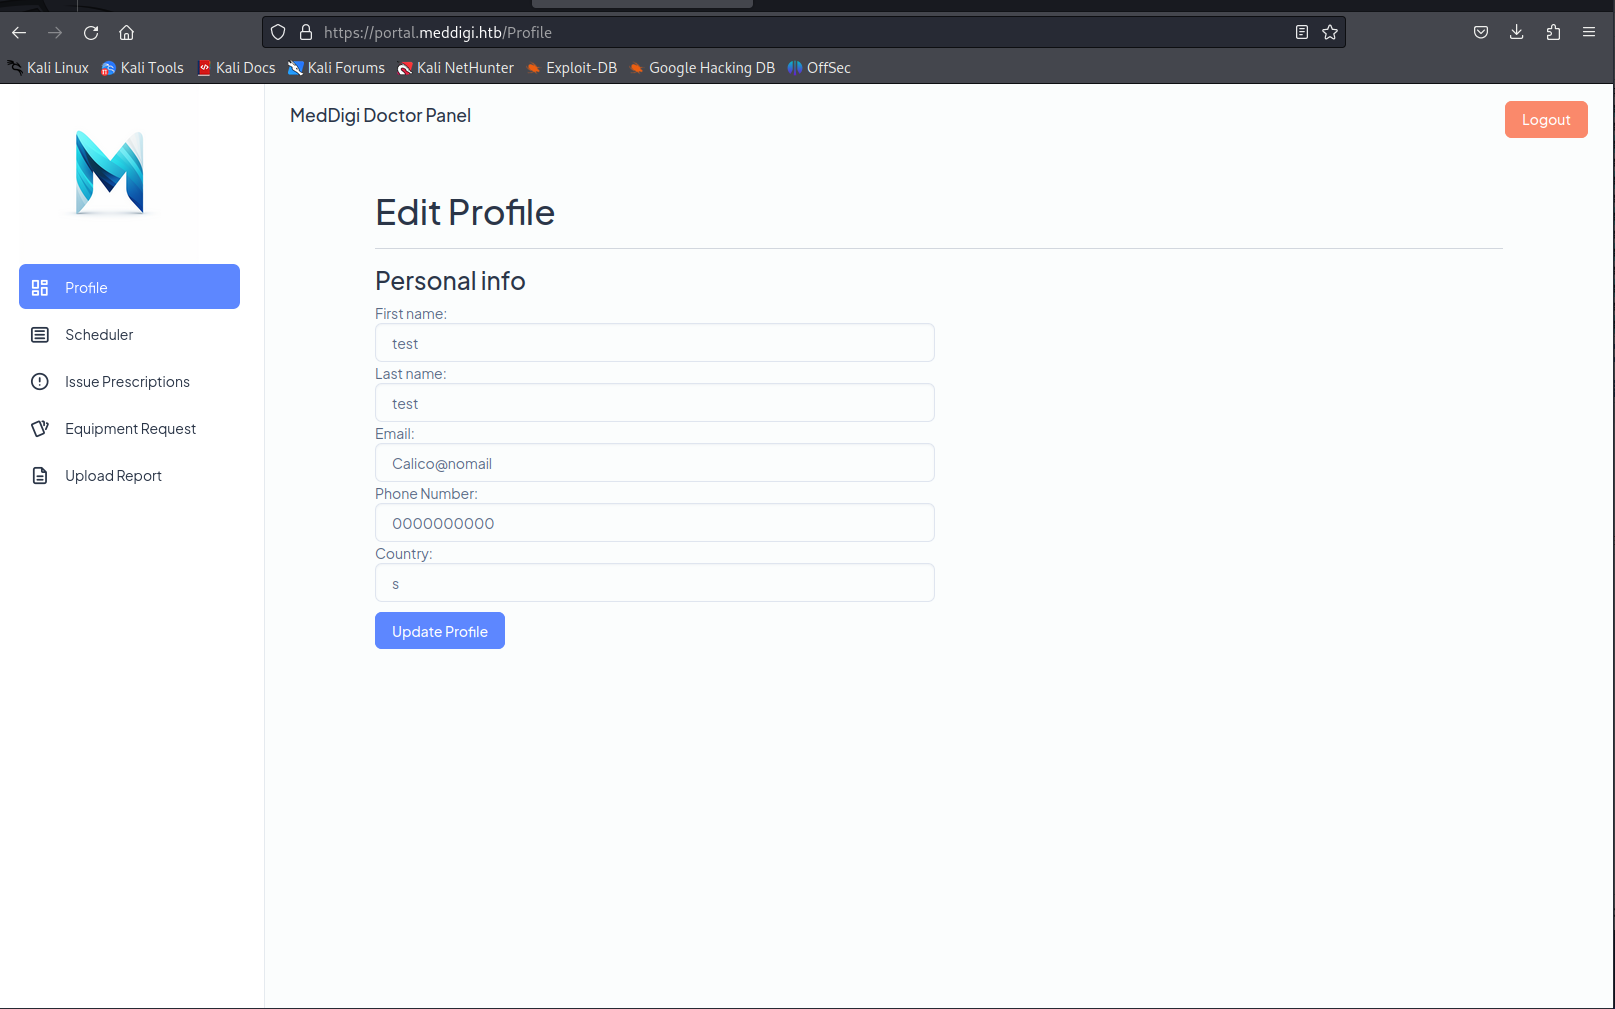 https://portal.meddigi.htb/Profile
Kali Linux Kali Tools Kali Docs Kali Forums Kali NetHunter Exploit-DB Google Hacking DB OffSec
MedDigi Doctor Panel
Logout
Profile
Scheduler
Issue Prescriptions
Equipment Request
Upload Report
Edit Profile
Personal info
First name:
test
Last name:
test
Email:
Calico@nomail
Phone Number:
0000000000
Country:
s
Update Profile